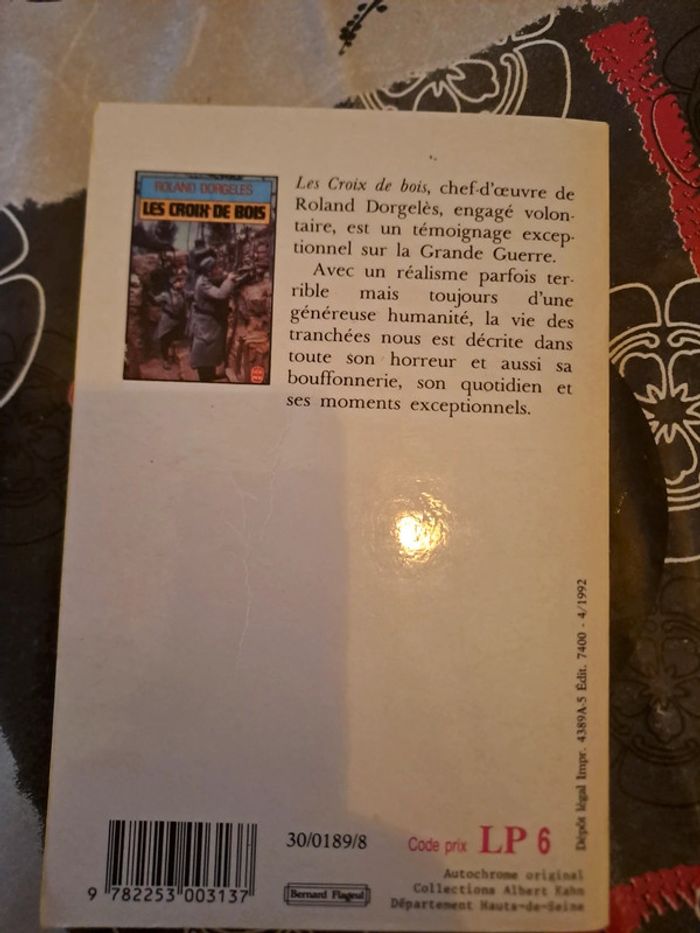 ROLAND DORGELES
LES CROIX DE BOIS
Les Croix de bois, chef-d'œuvre de
Roland Dorgelès, engagé volon-
taire, est un témoignage excep-
tionnel sur la Grande Guerre.
Avec un réalisme parfois ter-
rible mais toujours d'une
généreuse humanité, la vie des
tranchées nous est décrite dans
toute son horreur et aussi sa
bouffonnerie, son quotidien et
ses moments exceptionnels.
Dépôt légal Impr. 4389A-5 Édit. 7400 - 4/1992
30/0189/8
Code prix LP 6
9 782253 003137
Bernard Flageul
Autochrome original
Collections Albert Kahn
Département Hauts-de-Seine